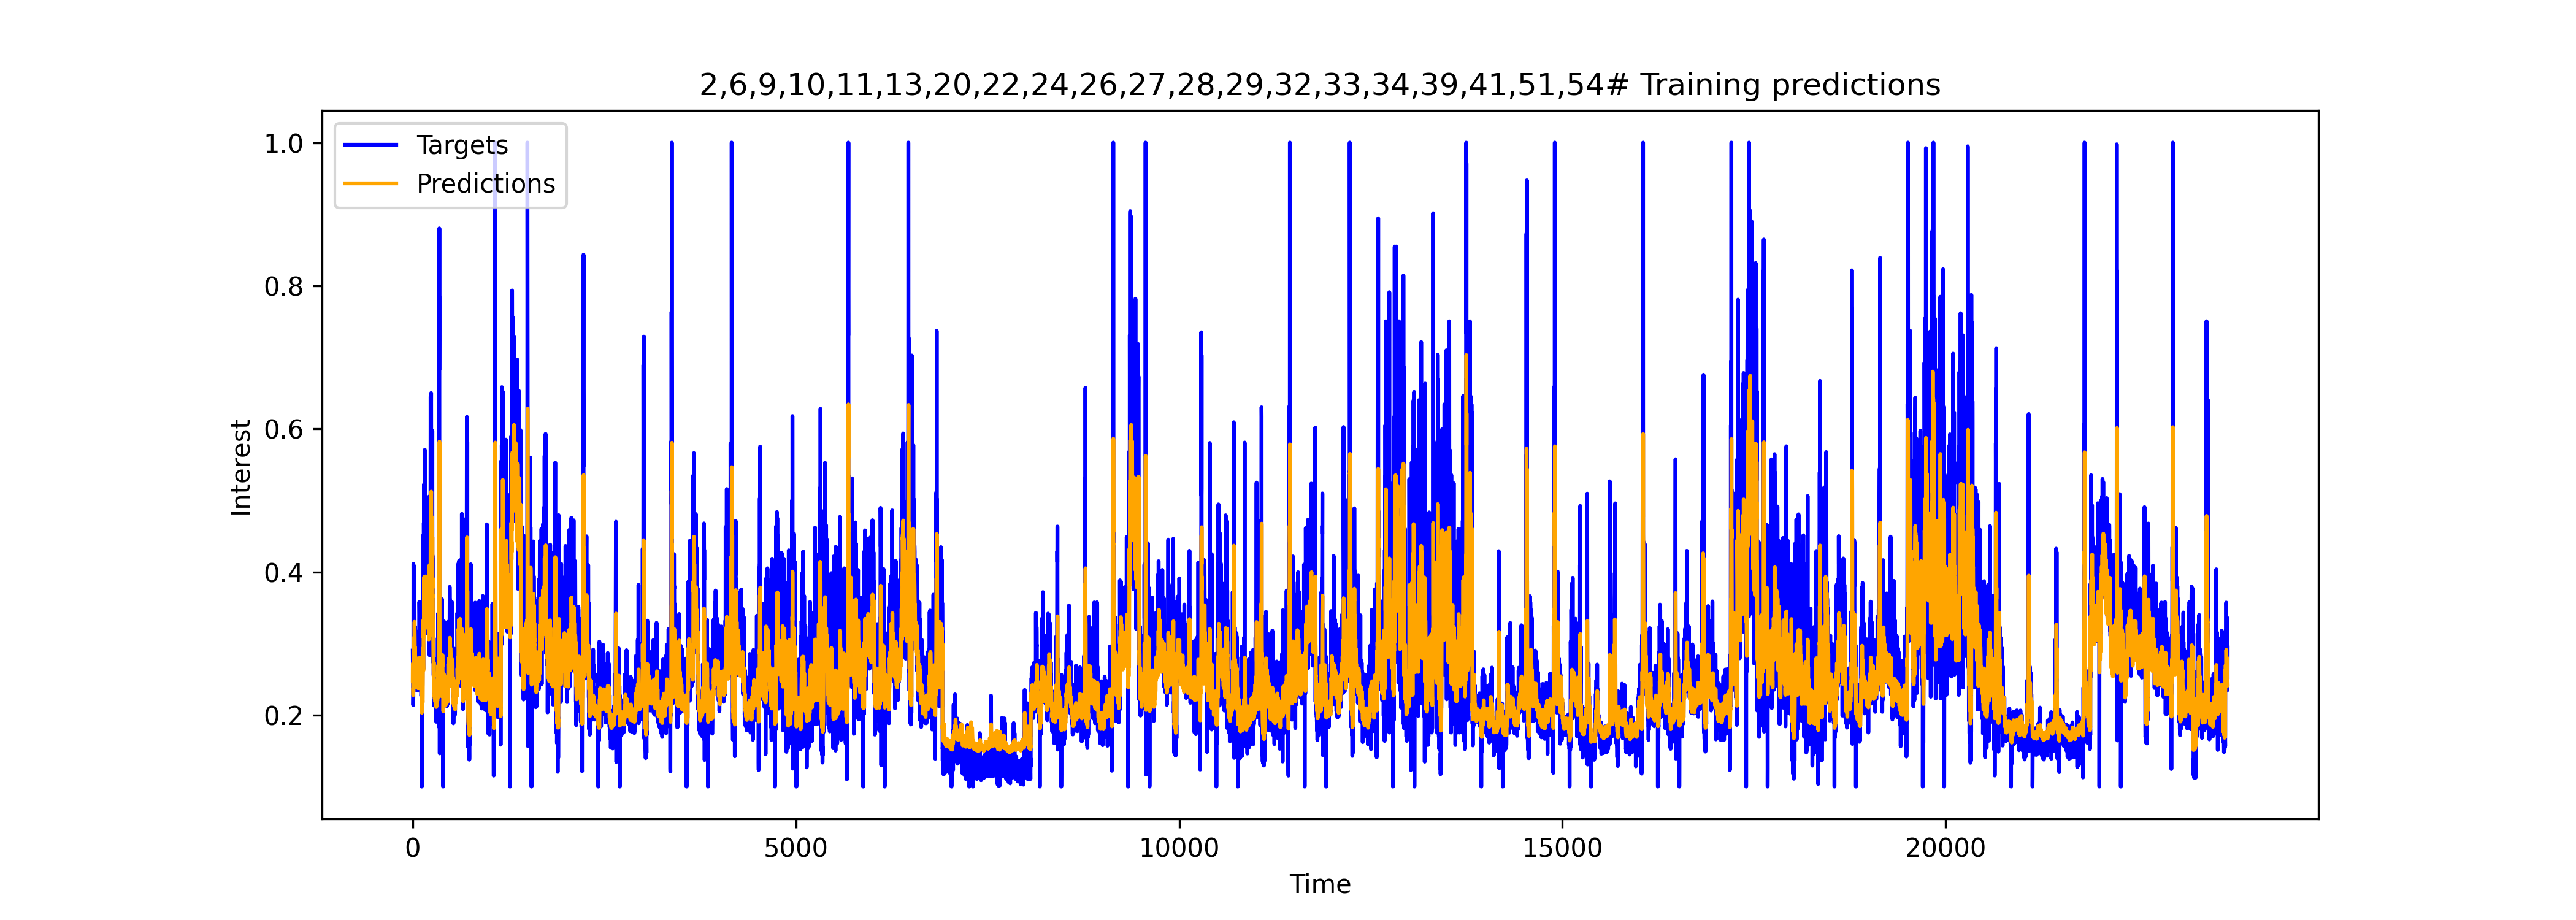 2,6,9,10,11,13,20,22,24,26,27,28,29,32,33,34,39,41,51,54# Training predictions
Targets
Predictions
1.0
0.8
0.6
0.4
0.2
Interest
0
5000
10000
15000
20000
Time